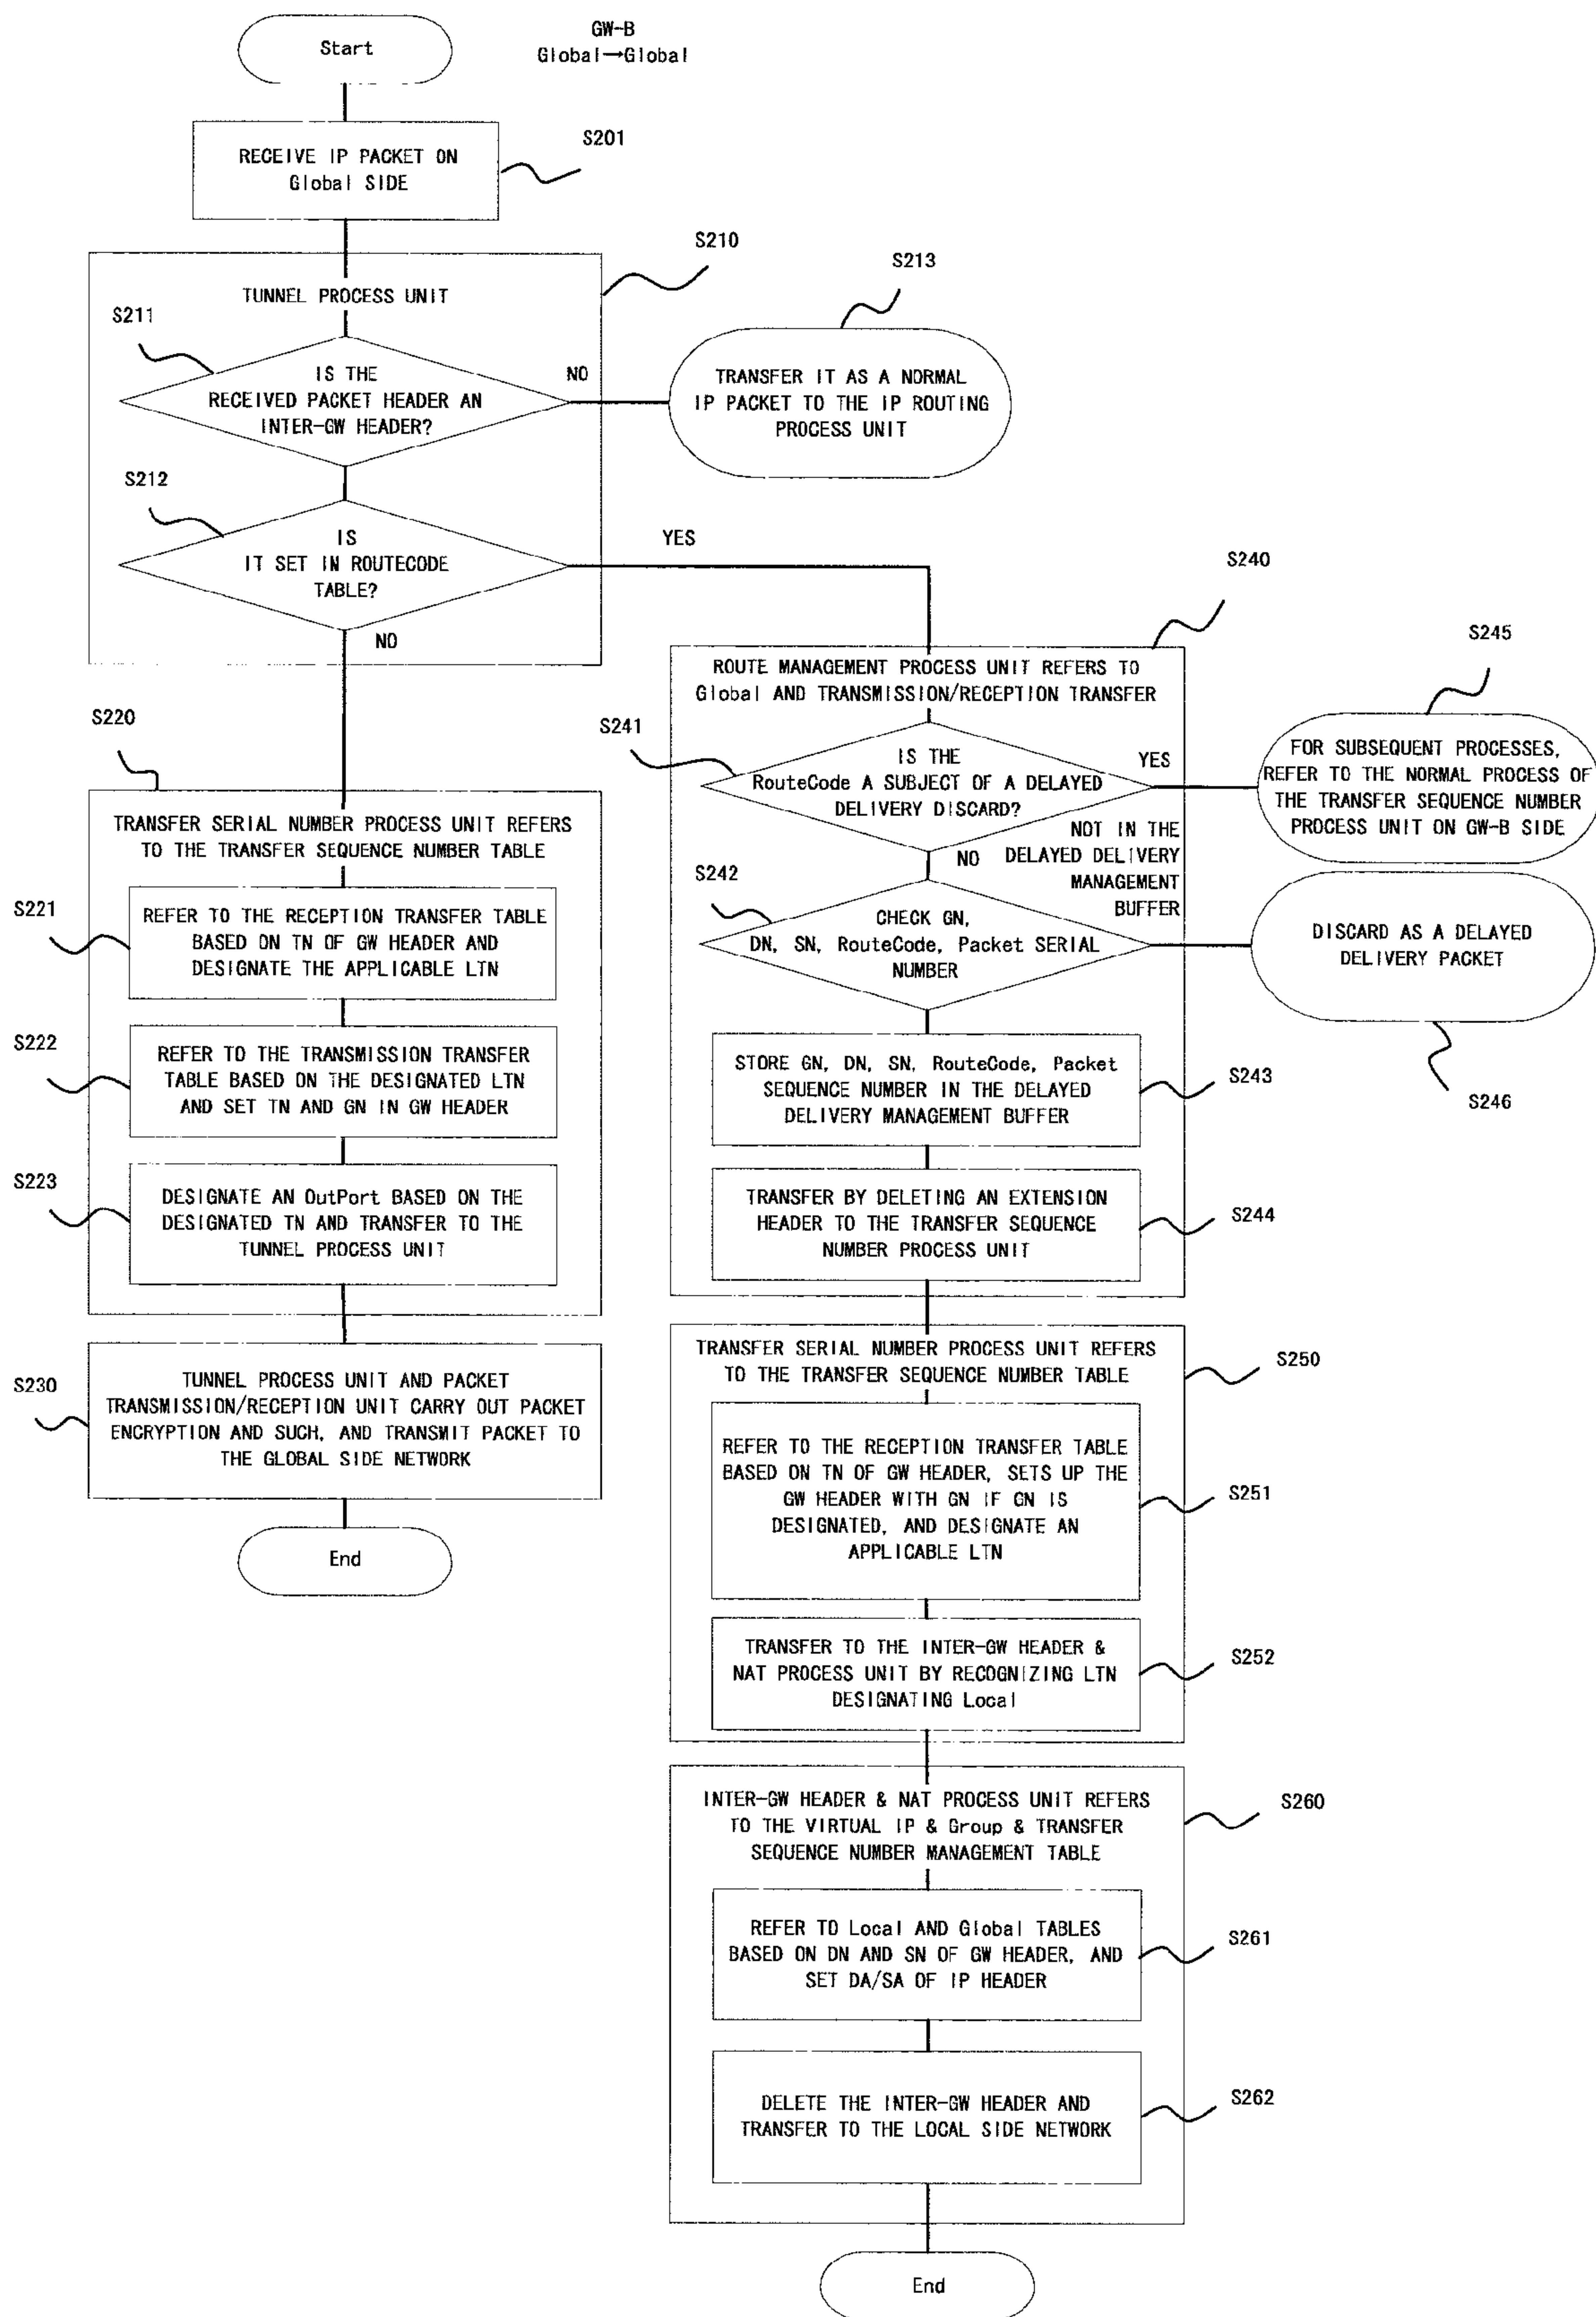 Start
GW-B
Global→Global
S201
RECEIVE IP PACKET ON
Global SIDE
S210
TUNNEL PROCESS UNIT
S211
IS THE
RECEIVED PACKET HEADER AN
INTER-GW HEADER?
NO
S213
TRANSFER IT AS A NORMAL
IP PACKET TO THE IP ROUTING
PROCESS UNIT
S212
IS
IT SET IN ROUTECODE
TABLE?
YES
NO
S220
TRANSFER SERIAL NUMBER PROCESS UNIT REFERS
TO THE TRANSFER SEQUENCE NUMBER TABLE
S221
REFER TO THE RECEPTION TRANSFER TABLE
BASED ON TN OF GW HEADER AND
DESIGNATE THE APPLICABLE LTN
S222
REFER TO THE TRANSMISSION TRANSFER
TABLE BASED ON THE DESIGNATED LTN
AND SET TN AND GN IN GW HEADER
S223
DESIGNATE AN OutPort BASED ON THE
DESIGNATED TN AND TRANSFER TO THE
TUNNEL PROCESS UNIT
S230
TUNNEL PROCESS UNIT AND PACKET
TRANSMISSION/RECEPTION UNIT CARRY OUT PACKET
ENCRYPTION AND SUCH, AND TRANSMIT PACKET TO
THE GLOBAL SIDE NETWORK
End
S240
ROUTE MANAGEMENT PROCESS UNIT REFERS TO
Global AND TRANSMISSION/RECEPTION TRANSFER
S241
IS THE
RouteCode A SUBJECT OF A DELAYED
DELIVERY DISCARD?
YES
S245
FOR SUBSEQUENT PROCESSES,
REFER TO THE NORMAL PROCESS OF
THE TRANSFER SEQUENCE NUMBER
PROCESS UNIT ON GW-B SIDE
NO
NOT IN THE
DELAYED DELIVERY
MANAGEMENT
BUFFER
S242
CHECK GN,
DN, SN, RouteCode, Packet SERIAL
NUMBER
DISCARD AS A DELAYED
DELIVERY PACKET
S246
STORE GN, DN, SN, RouteCode, Packet
SEQUENCE NUMBER IN THE DELAYED
DELIVERY MANAGEMENT BUFFER
S243
TRANSFER BY DELETING AN EXTENSION
HEADER TO THE TRANSFER SEQUENCE
NUMBER PROCESS UNIT
S244
TRANSFER SERIAL NUMBER PROCESS UNIT REFERS
TO THE TRANSFER SEQUENCE NUMBER TABLE
S250
REFER TO THE RECEPTION TRANSFER TABLE
BASED ON TN OF GW HEADER, SETS UP THE
GW HEADER WITH GN IF GN IS
DESIGNATED, AND DESIGNATE AN
APPLICABLE LTN
S251
TRANSFER TO THE INTER-GW HEADER &
NAT PROCESS UNIT BY RECOGNIZING LTN
DESIGNATING Local
S252
INTER-GW HEADER & NAT PROCESS UNIT REFERS
TO THE VIRTUAL IP & Group & TRANSFER
SEQUENCE NUMBER MANAGEMENT TABLE
S260
REFER TO Local AND Global TABLES
BASED ON DN AND SN OF GW HEADER, AND
SET DA/SA OF IP HEADER
S261
DELETE THE INTER-GW HEADER AND
TRANSFER TO THE LOCAL SIDE NETWORK
S262
End